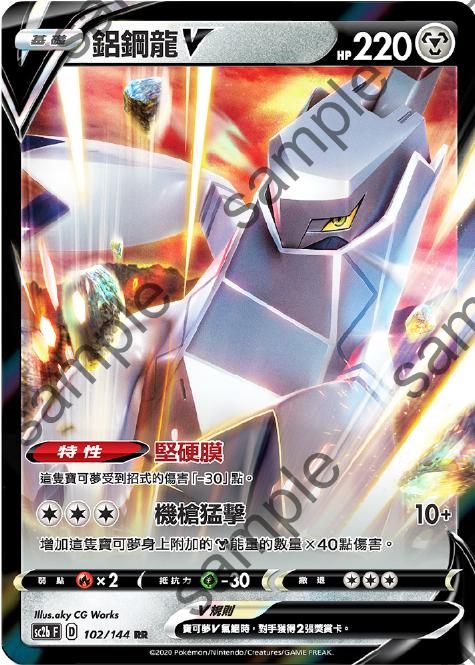 基礎 鋁鋼龍V HP220
特性 堅硬膜
這隻寶可夢受到招式的傷害「-30」點。
機槍猛擊 10+
增加這隻寶可夢身上附加的能量的數量×40點傷害。
弱點 ×2 抵抗力 -30 撤退
Illus.aky CG Works
V規則
sc2b F D 102/144 RR
寶可夢V氣絕時，對手獲得2張獎賞卡。
©2020 Pokémon/Nintendo/Creatures/GAME FREAK.
sample
sample
sample
sample
sample